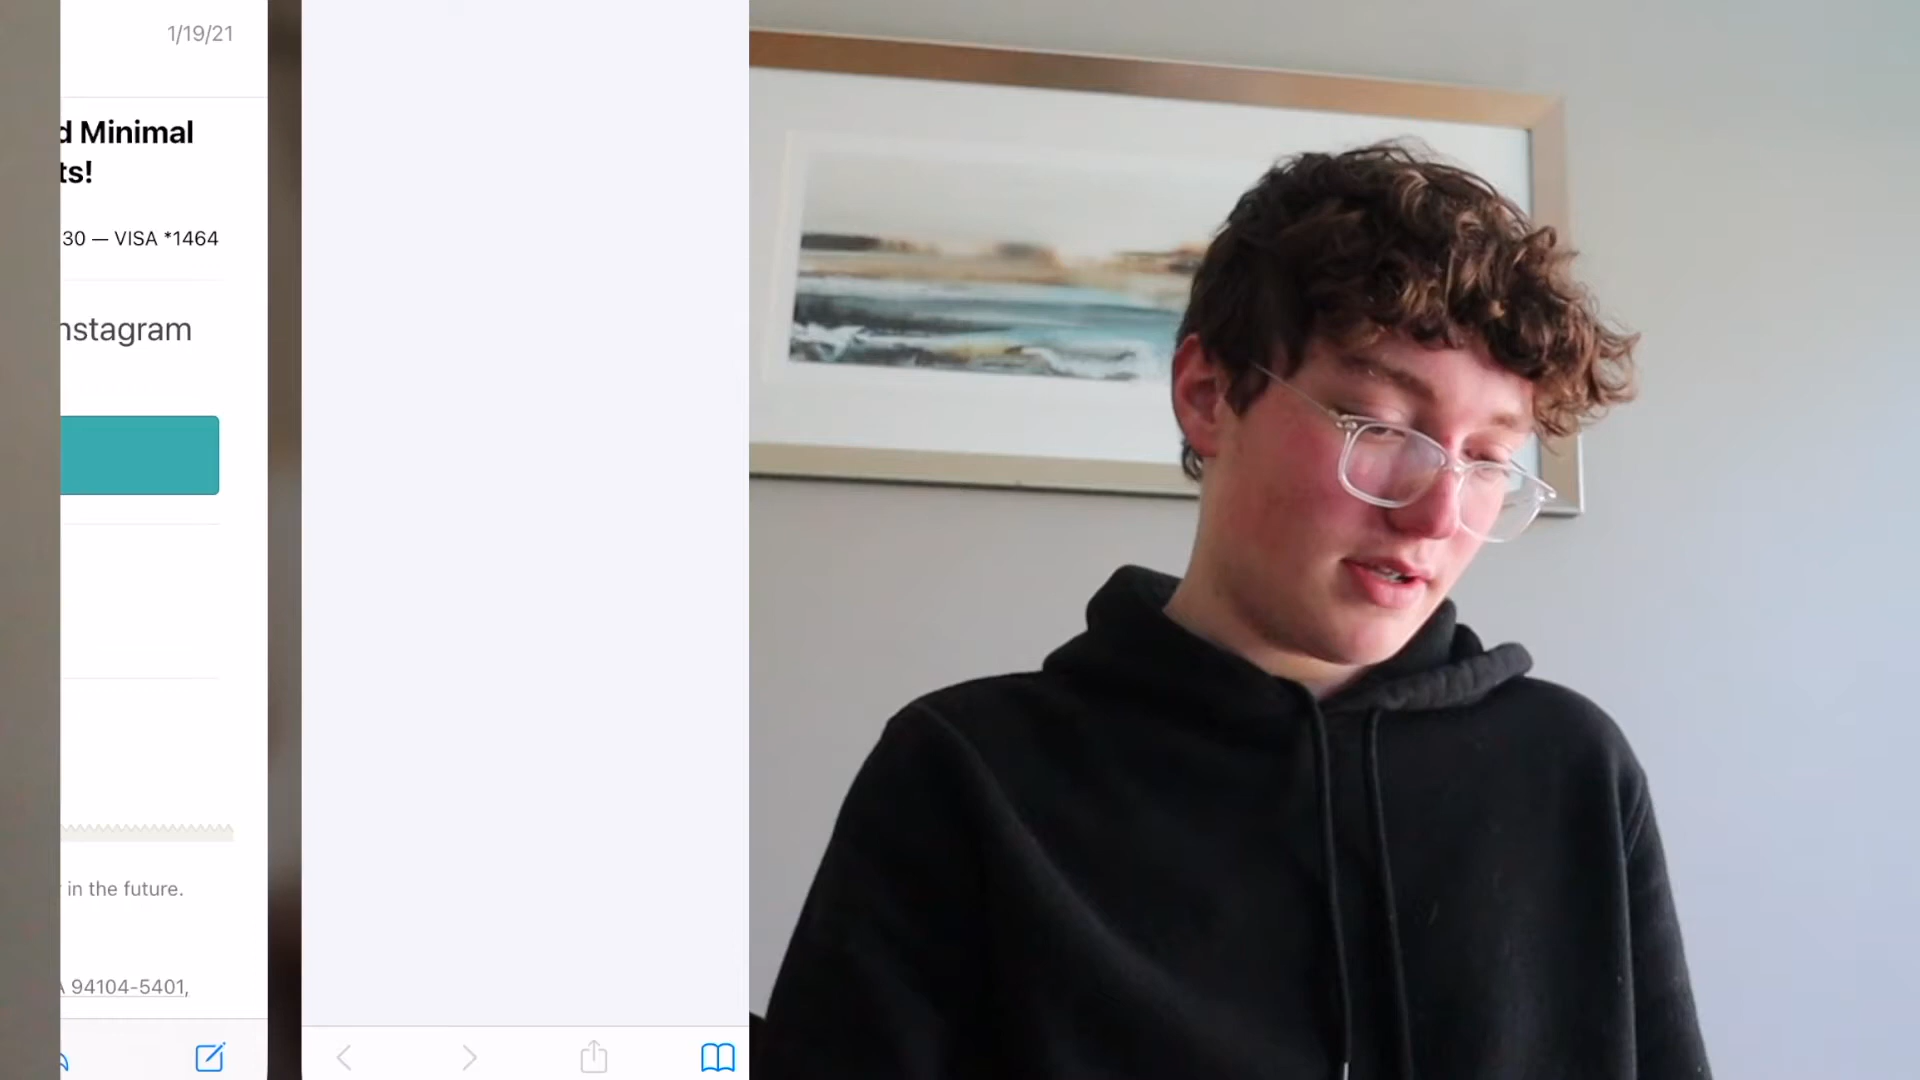 1/19/21
d Minimal
ts!
30 — VISA *1464
nstagram
in the future.
94104-5401,